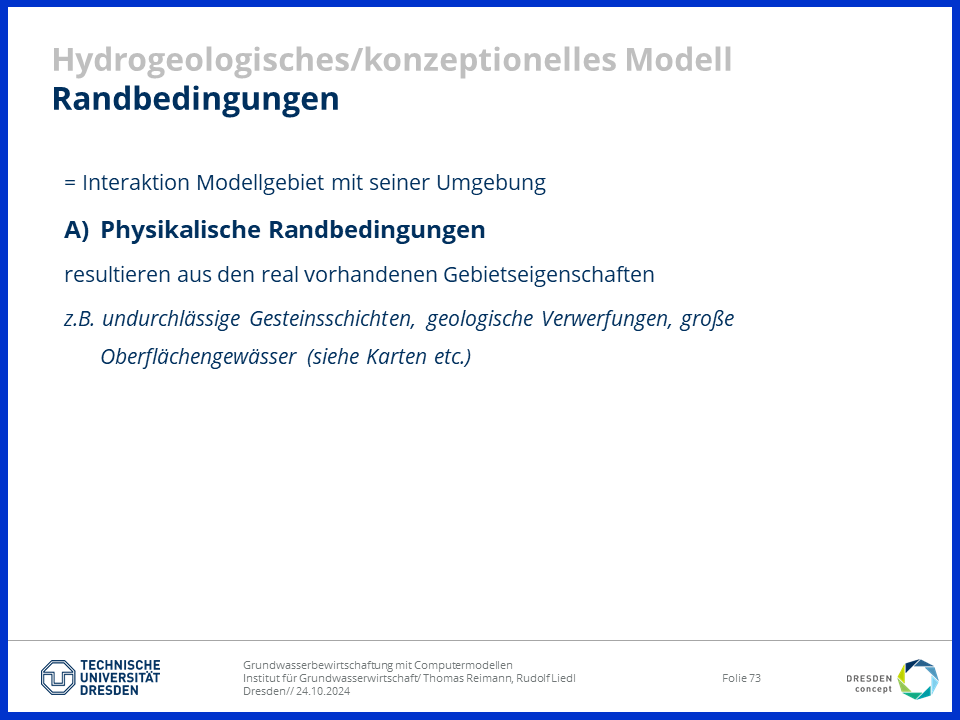 Hydrogeologisches/konzeptionelles Modell
Randbedingungen
= Interaktion Modellgebiet mit seiner Umgebung
A) Physikalische Randbedingungen
resultieren aus den real vorhandenen Gebietseigenschaften
z.B. undurchlässige Gesteinsschichten, geologische Verwerfungen, große
Oberflächengewässer (siehe Karten etc.)
TECHNISCHE
UNIVERSITÄT
DRESDEN
Grundwasserbewirtschaftung mit Computermodellen
Institut für Grundwasserwirtschaft/ Thomas Reimann, Rudolf Liedl
Dresden// 24.10.2024
Folie 73
DRESDEN
concept